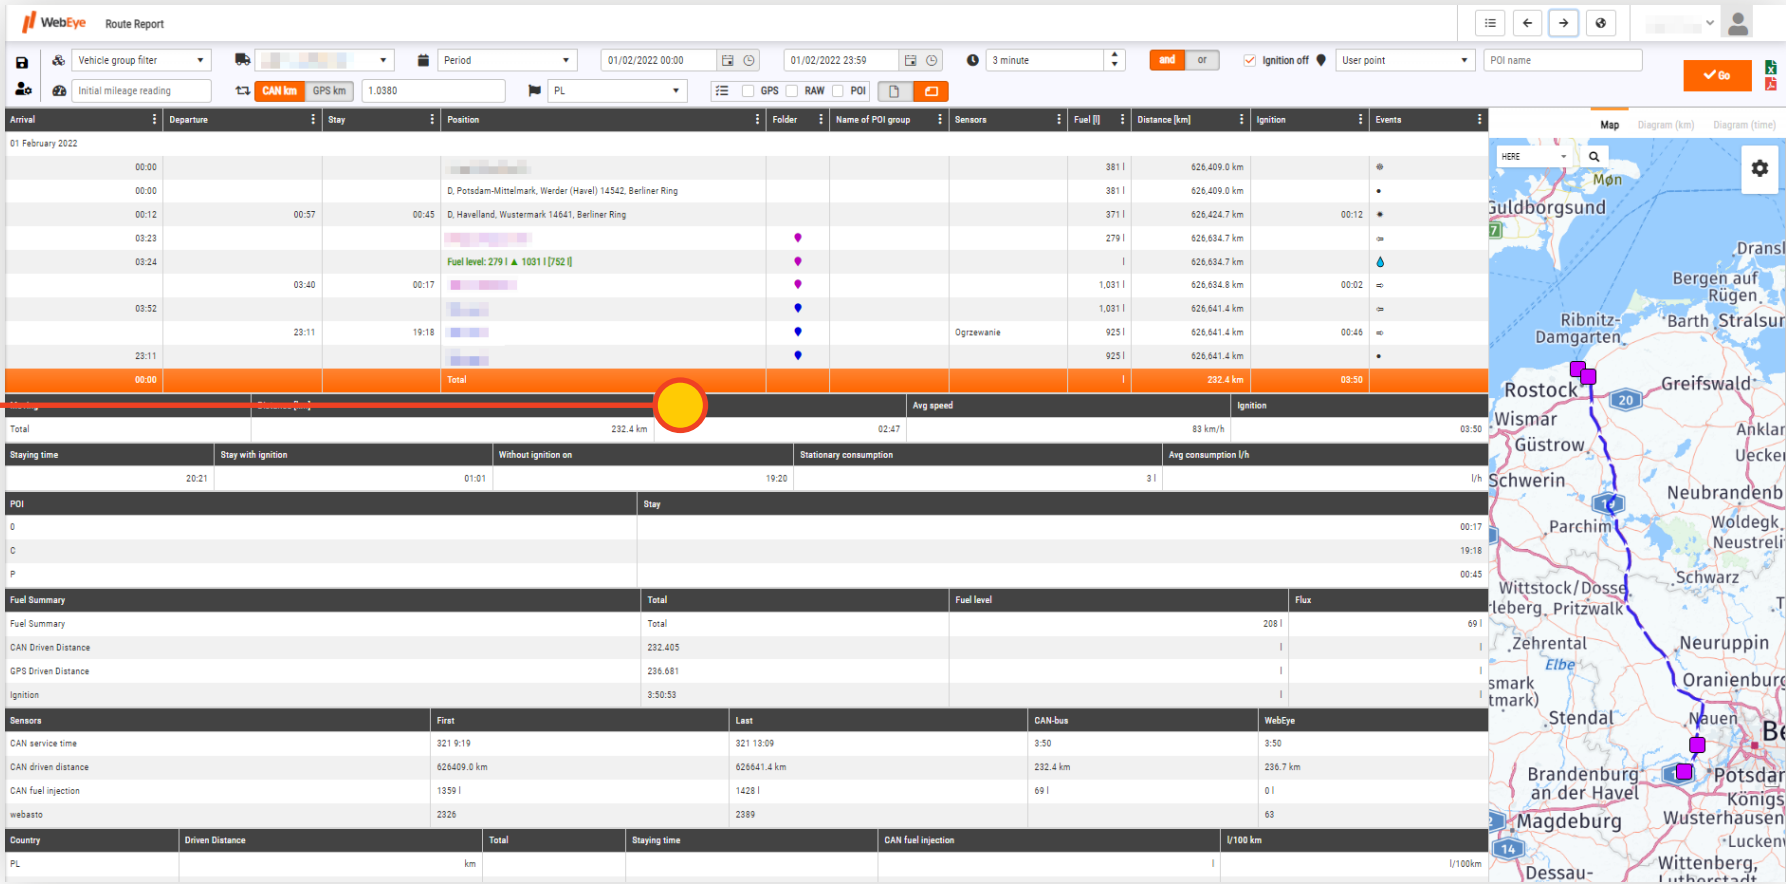 WebEye Route Report
Vehicle group filter Period 01/02/2022 00:00 01/02/2022 23:59 3 minute and or Ignition off User point POI name Go
Initial mileage reading CAN km GPS km 1.0380 PL GPS RAW POI
Arrival Departure Stay Position Folder Name of POI group Sensors Fuel [l] Distance [km] Ignition Events
01 February 2022
00:00 381 l 626,409.0 km
00:00 D, Potsdam-Mittelmark, Werder (Havel) 14542, Berliner Ring 381 l 626,409.0 km
00:12 00:57 00:45 D, Havelland, Wustermark 14641, Berliner Ring 371 l 626,424.7 km 00:12
03:23 279 l 626,634.7 km
03:24 Fuel level: 279 l ▲ 1031 l [752 l] l 626,634.7 km
03:40 00:17 1,031 l 626,634.8 km 00:02
03:52 1,031 l 626,641.4 km
23:11 19:18 Ogrzewanie 925 l 626,641.4 km 00:46
23:11 925 l 626,641.4 km
00:00 Total l 232.4 km 03:50
Avg speed Ignition
Total 232.4 km 02:47 83 km/h 03:50
Staying time Stay with ignition Without ignition on Stationary consumption Avg consumption l/h
20:21 01:01 19:20 3 l l/h
POI Stay
O 00:17
C 19:18
P 00:45
Fuel Summary Total Fuel level Flux
Fuel Summary Total 208 l 69 l
CAN Driven Distance 232.405 l l
GPS Driven Distance 236.681 l l
Ignition 3:50:53 l l
Sensors First Last CAN-bus WebEye
CAN service time 321 9:19 321 13:09 3:50 3:50
CAN driven distance 626409.0 km 626641.4 km 232.4 km 236.7 km
CAN fuel injection 1359 l 1428 l 69 l 0 l
webasto 2326 2389 63
Country Driven Distance Total Staying time CAN fuel injection l/100 km
PL km l l/100km
Map Diagram (km) Diagram (time)
HERE
Møn
Guldborgsund
7
Bergen auf
Rügen
Ribnitz-
Damgarten
Barth
Rostock
20
Greifswald
Wismar
Güstrow
Schwerin
19
Parchim
Woldegk
Schwarz
Wittstock/Dosse
Pritzwalk
Zehrental
Neuruppin
Elbe
Stendal
Nauen
Brandenburg
an der Havel
Magdeburg
14
Wittenberg,
Dessau-